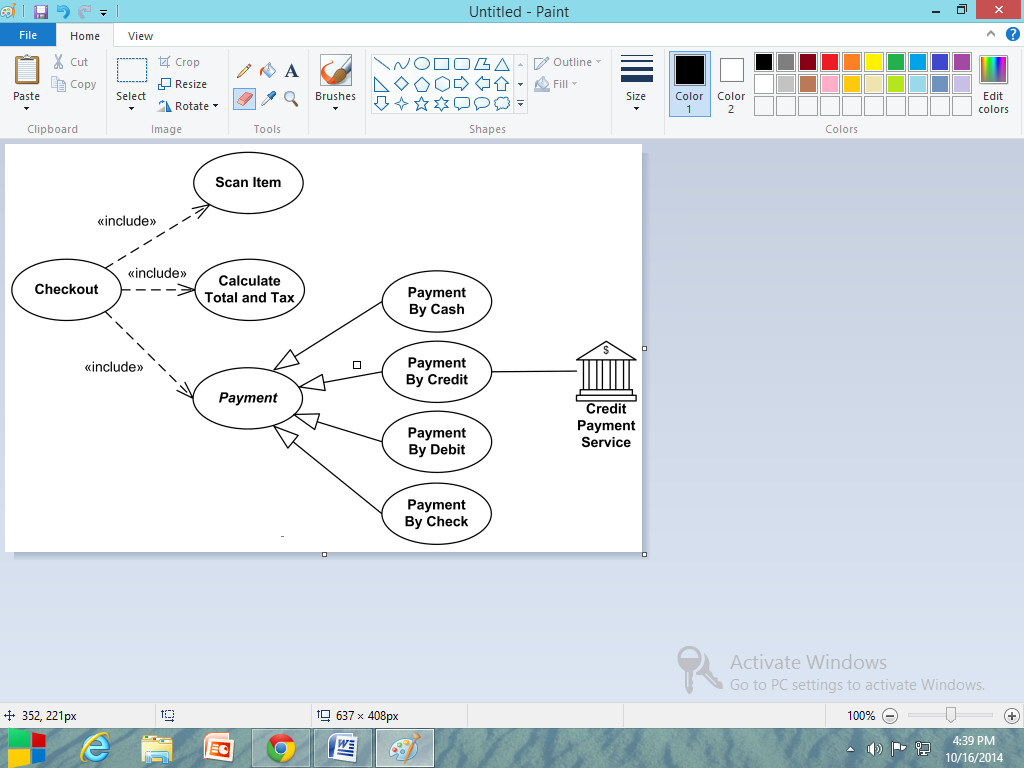 Untitled - Paint
File
Home
View
Paste
Cut
Copy
Clipboard
Select
Crop
Resize
Rotate
Image
A
Tools
Brushes
Outline
Fill
Shapes
Size
Color
1
Color
2
Colors
Edit
colors
Scan Item
«include»
Checkout
«include»
Calculate
Total and Tax
«include»
Payment
Payment
By Cash
Payment
By Credit
$
Credit
Payment
Service
Payment
By Debit
Payment
By Check
Activate Windows
Go to PC settings to activate Windows.
352, 221px
637 × 408px
100%
4:39 PM
10/16/2014